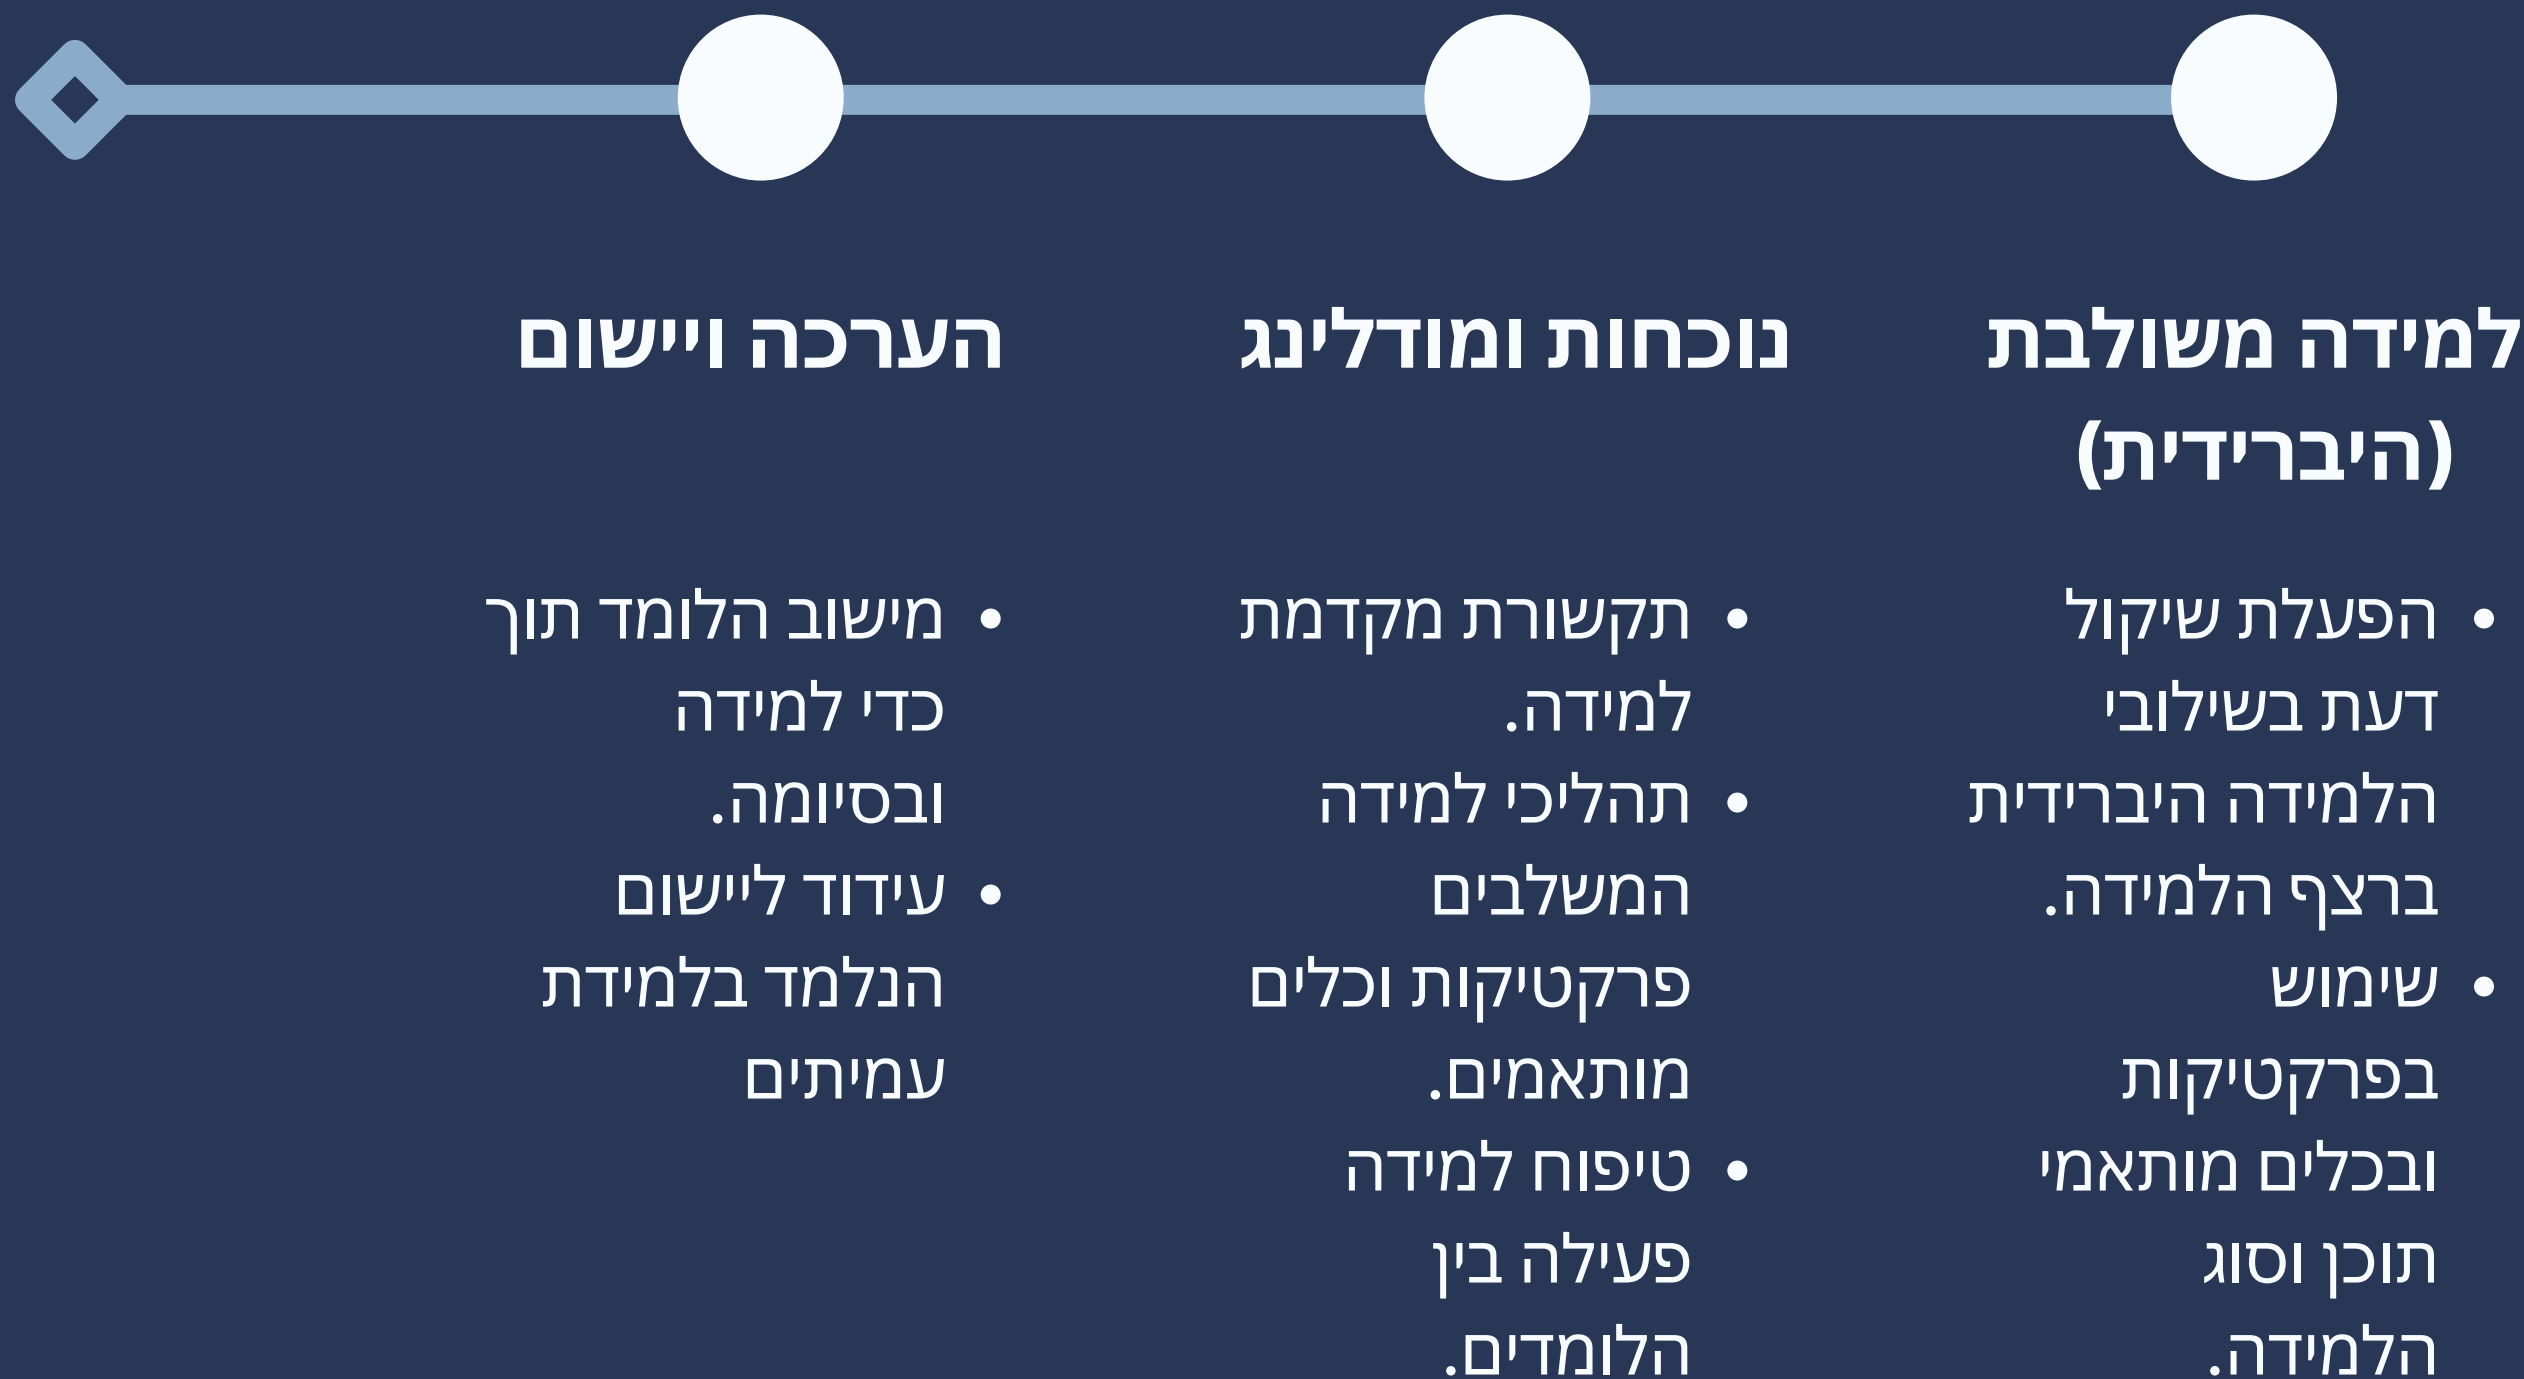 למידה משולבת
(היברידית)
• הפעלת שיקול
דעת בשילובי
הלמידה היברידית
ברצף הלמידה.
• שימוש
בפרקטיקות
ובכלים מותאמי
תוכן וסוג
הלמידה.
נוכחות ומודלינג
• תקשורת מקדמת
למידה.
• תהליכי למידה
המשלבים
פרקטיקות וכלים
מותאמים.
• טיפוח למידה
פעילה בין
הלומדים.
הערכה ויישום
• מישוב הלומד תוך
כדי למידה
ובסיומה.
• עידוד ליישום
הנלמד בלמידת
עמיתים